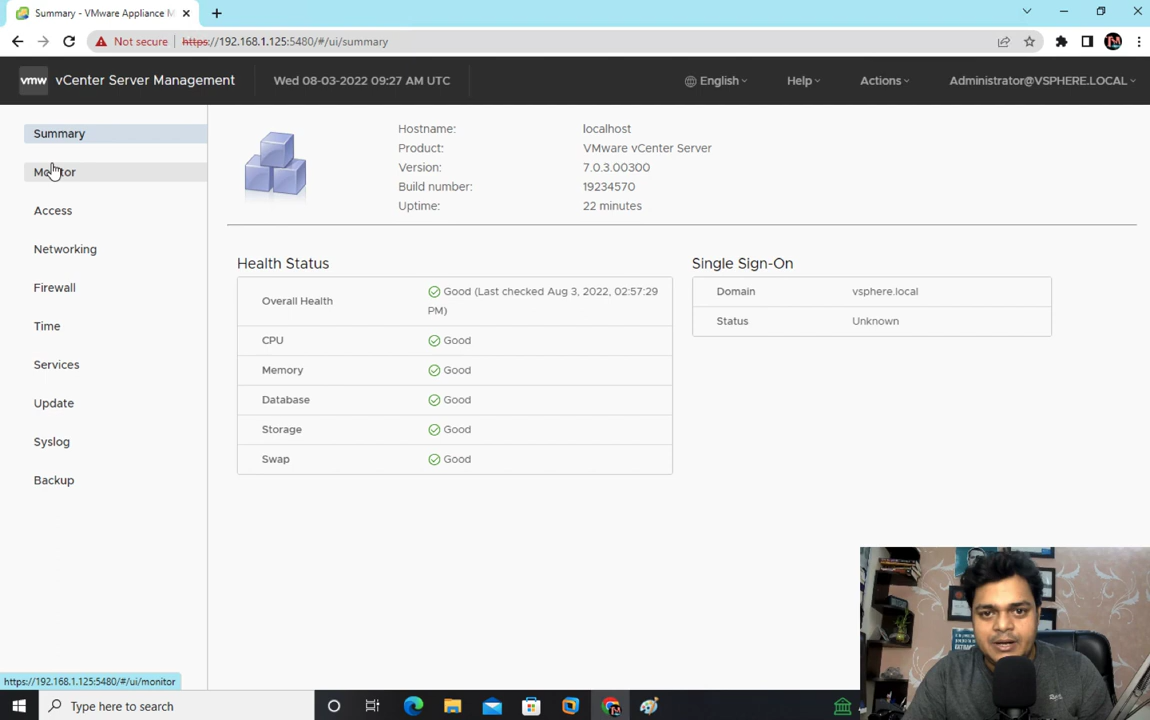 Summary - VMware Appliance M
Not secure https://192.168.1.125:5480/#/ui/summary
vmw vCenter Server Management Wed 08-03-2022 09:27 AM UTC English Help Actions Administrator@VSPHERE.LOCAL
Summary
Monitor
Access
Networking
Firewall
Time
Services
Update
Syslog
Backup
Hostname: localhost
Product: VMware vCenter Server
Version: 7.0.3.00300
Build number: 19234570
Uptime: 22 minutes
Health Status
Overall Health Good (Last checked Aug 3, 2022, 02:57:29
PM)
CPU Good
Memory Good
Database Good
Storage Good
Swap Good
Single Sign-On
Domain vsphere.local
Status Unknown
https://192.168.1.125:5480/#/ui/monitor
Type here to search